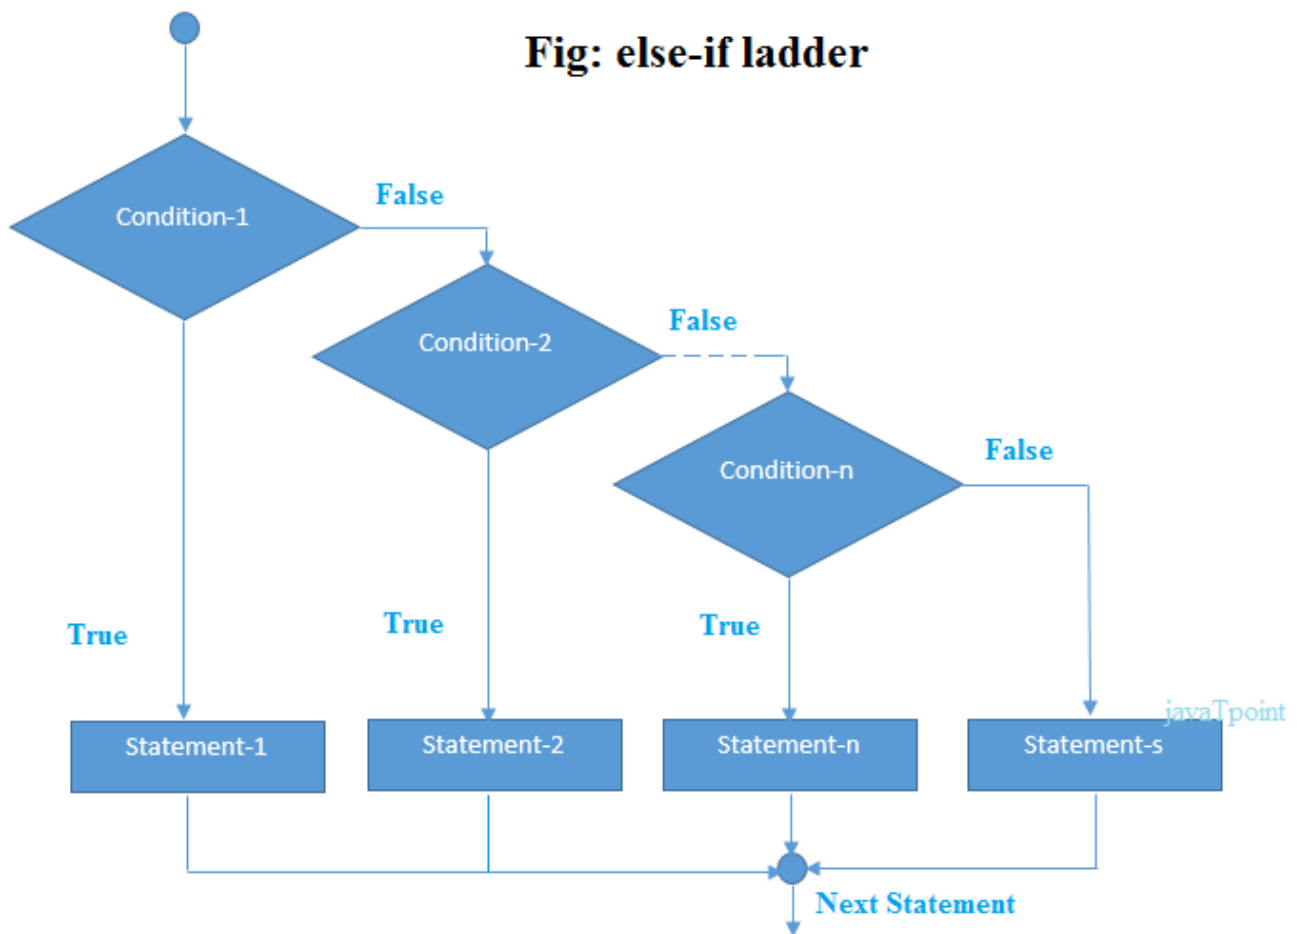 Fig: else-if ladder
Condition-1
False
Condition-2
False
Condition-n
False
True
True
True
Statement-1
Statement-2
Statement-n
Statement-s
javaTpoint
Next Statement